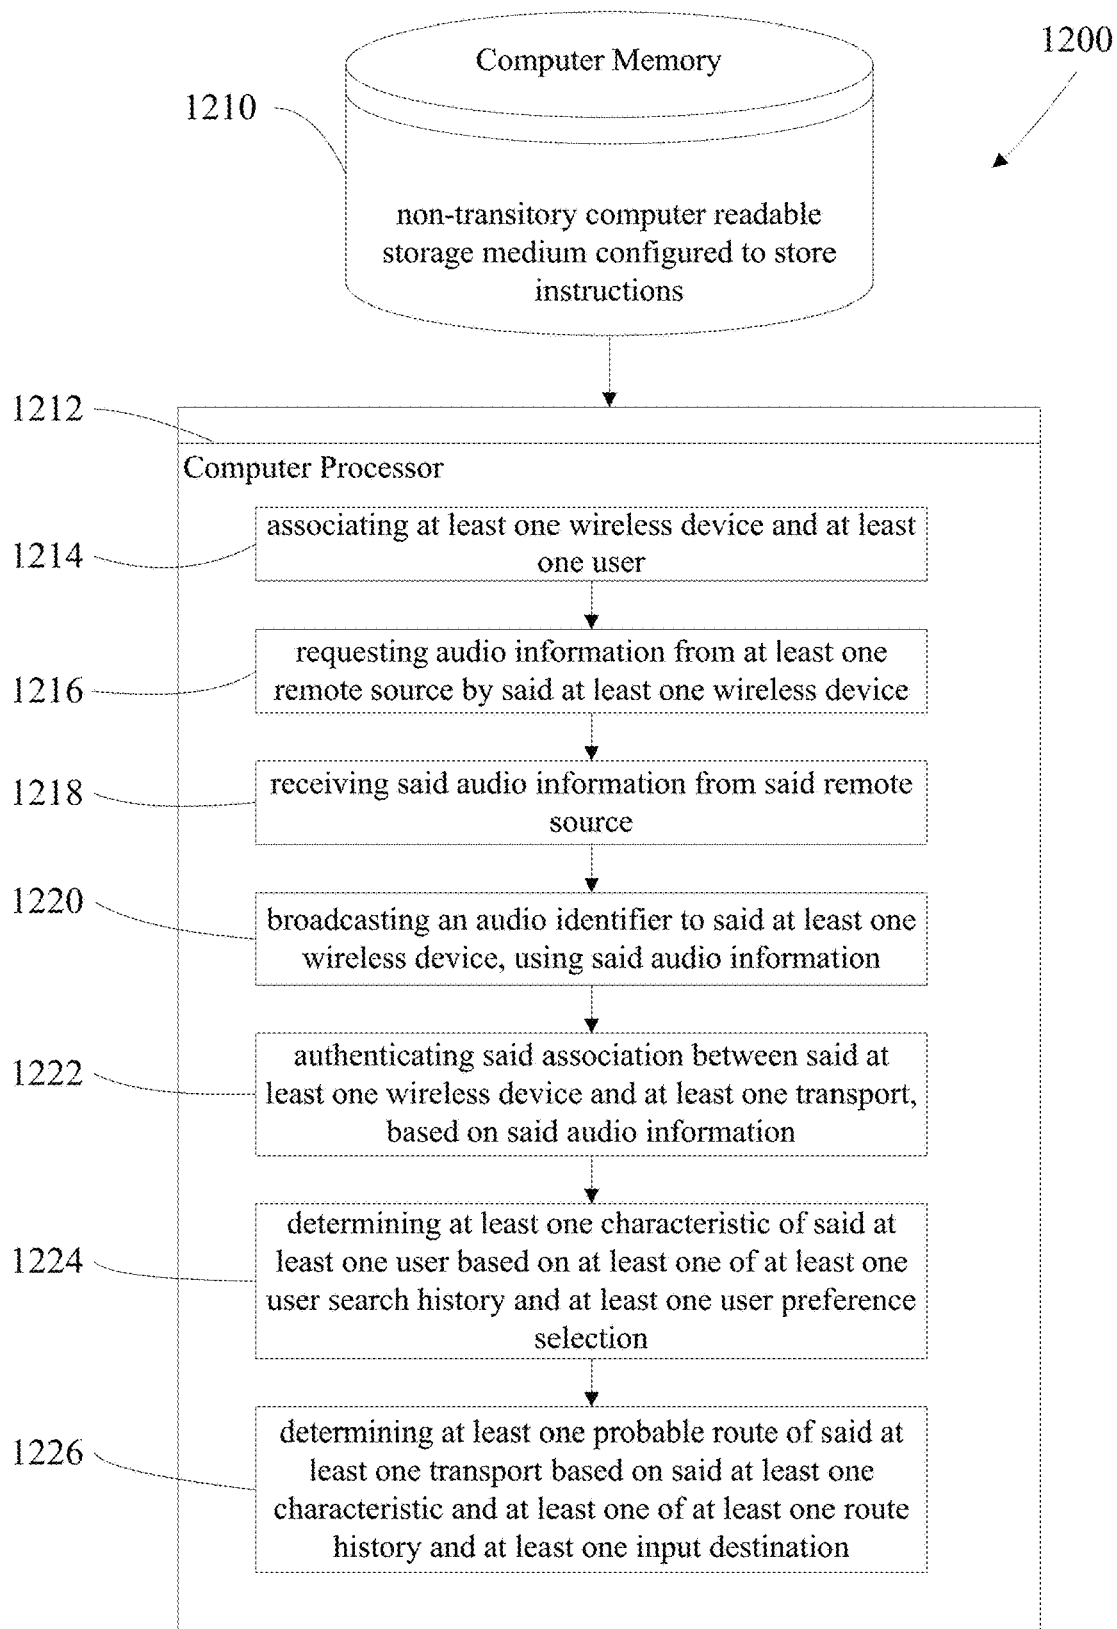 Computer Memory
1200
1210
non-transitory computer readable
storage medium configured to store
instructions
1212
Computer Processor
1214
associating at least one wireless device and at least
one user
1216
requesting audio information from at least one
remote source by said at least one wireless device
1218
receiving said audio information from said remote
source
1220
broadcasting an audio identifier to said at least one
wireless device, using said audio information
1222
authenticating said association between said at
least one wireless device and at least one transport,
based on said audio information
1224
determining at least one characteristic of said at
least one user based on at least one of at least one
user search history and at least one user preference
selection
1226
determining at least one probable route of said at
least one transport based on said at least one
characteristic and at least one of at least one route
history and at least one input destination